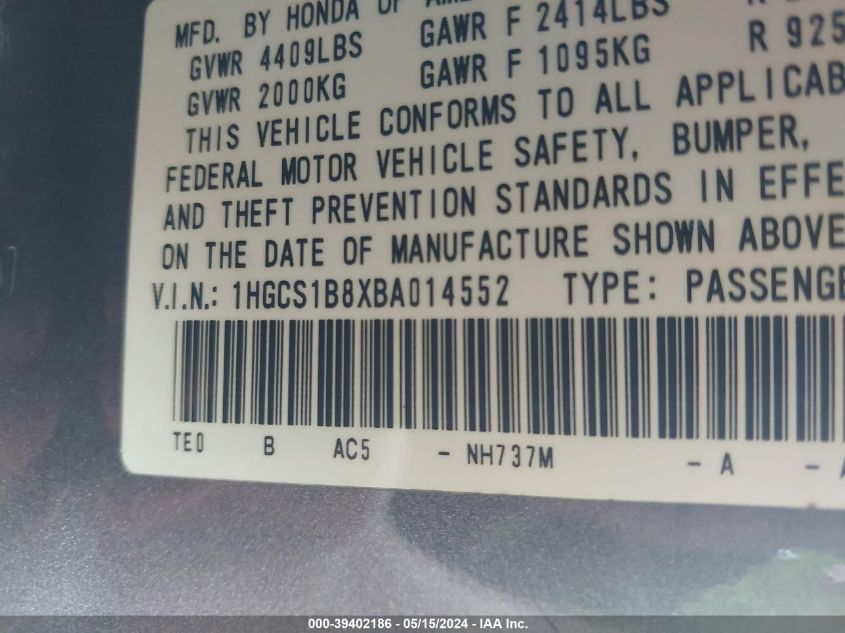 MFD. BY HONDA OF
GVWR 4409LBS GAWR F 2414LBS
GVWR 2000KG GAWR F 1095KG R 925
THIS VEHICLE CONFORMS TO ALL APPLICAB
FEDERAL MOTOR VEHICLE SAFETY, BUMPER,
AND THEFT PREVENTION STANDARDS IN EFFE
ON THE DATE OF MANUFACTURE SHOWN ABOVE
V.I.N.: 1HGCS1B8XBA014552 TYPE: PASSENGE
TE0 B AC5 - NH737M - A -
000-39402186 - 05/15/2024 - IAA Inc.